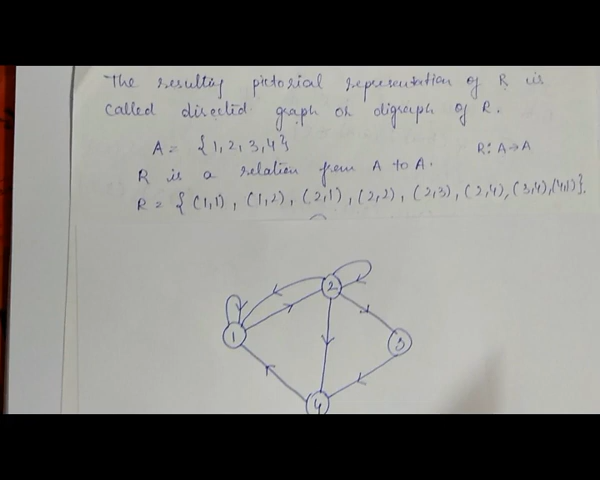 The resulting pictorial representation of R is
called directed graph or digraph of R.
A = {1,2,3,4} R: A→A
R is a relation from A to A.
R = { (1,1), (1,2), (2,1), (2,2), (2,3), (2,4), (3,4), (4,1) }.
2
1
3
4